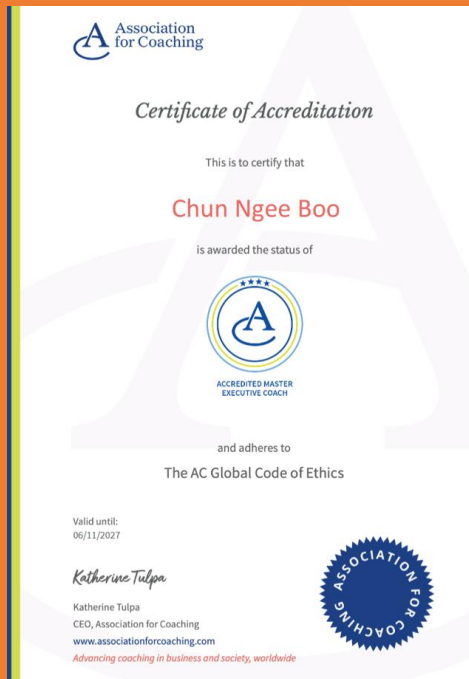 Association
for Coaching
Certificate of Accreditation
This is to certify that
Chun Ngee Boo
is awarded the status of
ACCREDITED MASTER
EXECUTIVE COACH
and adheres to
The AC Global Code of Ethics
Valid until:
06/11/2027
Katherine Tulpa
Katherine Tulpa
CEO, Association for Coaching
www.associationforcoaching.com
Advancing coaching in business and society, worldwide
ASSOCIATION FOR COACHING